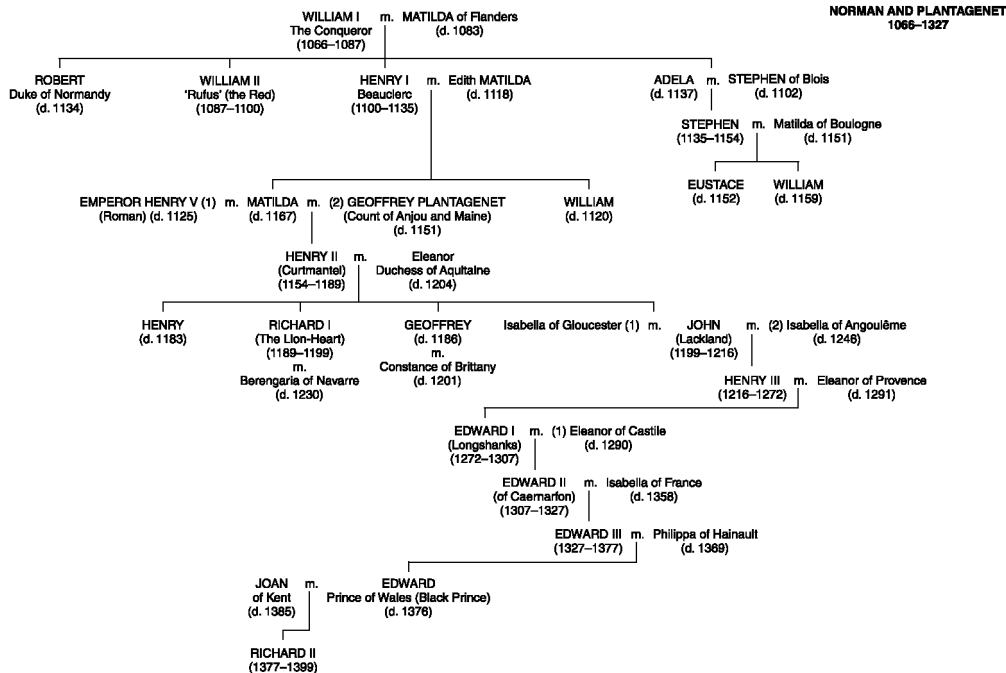 NORMAN AND PLANTAGENET
1066–1327
WILLIAM I m. MATILDA of Flanders
The Conqueror (d. 1083)
(1066–1087)
ROBERT
Duke of Normandy
(d. 1134)
WILLIAM II
'Rufus' (the Red)
(1087–1100)
HENRY I m. Edith MATILDA
Beauclerc (d. 1118)
(1100–1135)
ADELA m. STEPHEN of Blois
(d. 1137) (d. 1102)
STEPHEN m. Matilda of Boulogne
(1135–1154) (d. 1151)
EUSTACE WILLIAM
(d. 1152) (d. 1159)
EMPEROR HENRY V (1) m. MATILDA m. (2) GEOFFREY PLANTAGENET
(Roman) (d. 1125) (d. 1167) (Count of Anjou and Maine)
(d. 1151)
WILLIAM
(d. 1120)
HENRY II m. Eleanor
(Curtmantel) Duchess of Aquitaine
(1154–1189) (d. 1204)
HENRY
(d. 1183)
RICHARD I
(The Lion-Heart)
(1189–1199)
m.
Berengaria of Navarre
(d. 1230)
GEOFFREY
(d. 1186)
m.
Constance of Brittany
(d. 1201)
Isabella of Gloucester (1) m. JOHN m. (2) Isabella of Angoulême
(Lackland) (d. 1246)
(1199–1216)
HENRY III m. Eleanor of Provence
(1216–1272) (d. 1291)
EDWARD I m. (1) Eleanor of Castile
(Longshanks) (d. 1290)
(1272–1307)
EDWARD II m. Isabella of France
(of Caernarfon) (d. 1358)
(1307–1327)
EDWARD III m. Philippa of Hainault
(1327–1377) (d. 1369)
JOAN m. EDWARD
of Kent Prince of Wales (Black Prince)
(d. 1385) (d. 1376)
RICHARD II
(1377–1399)